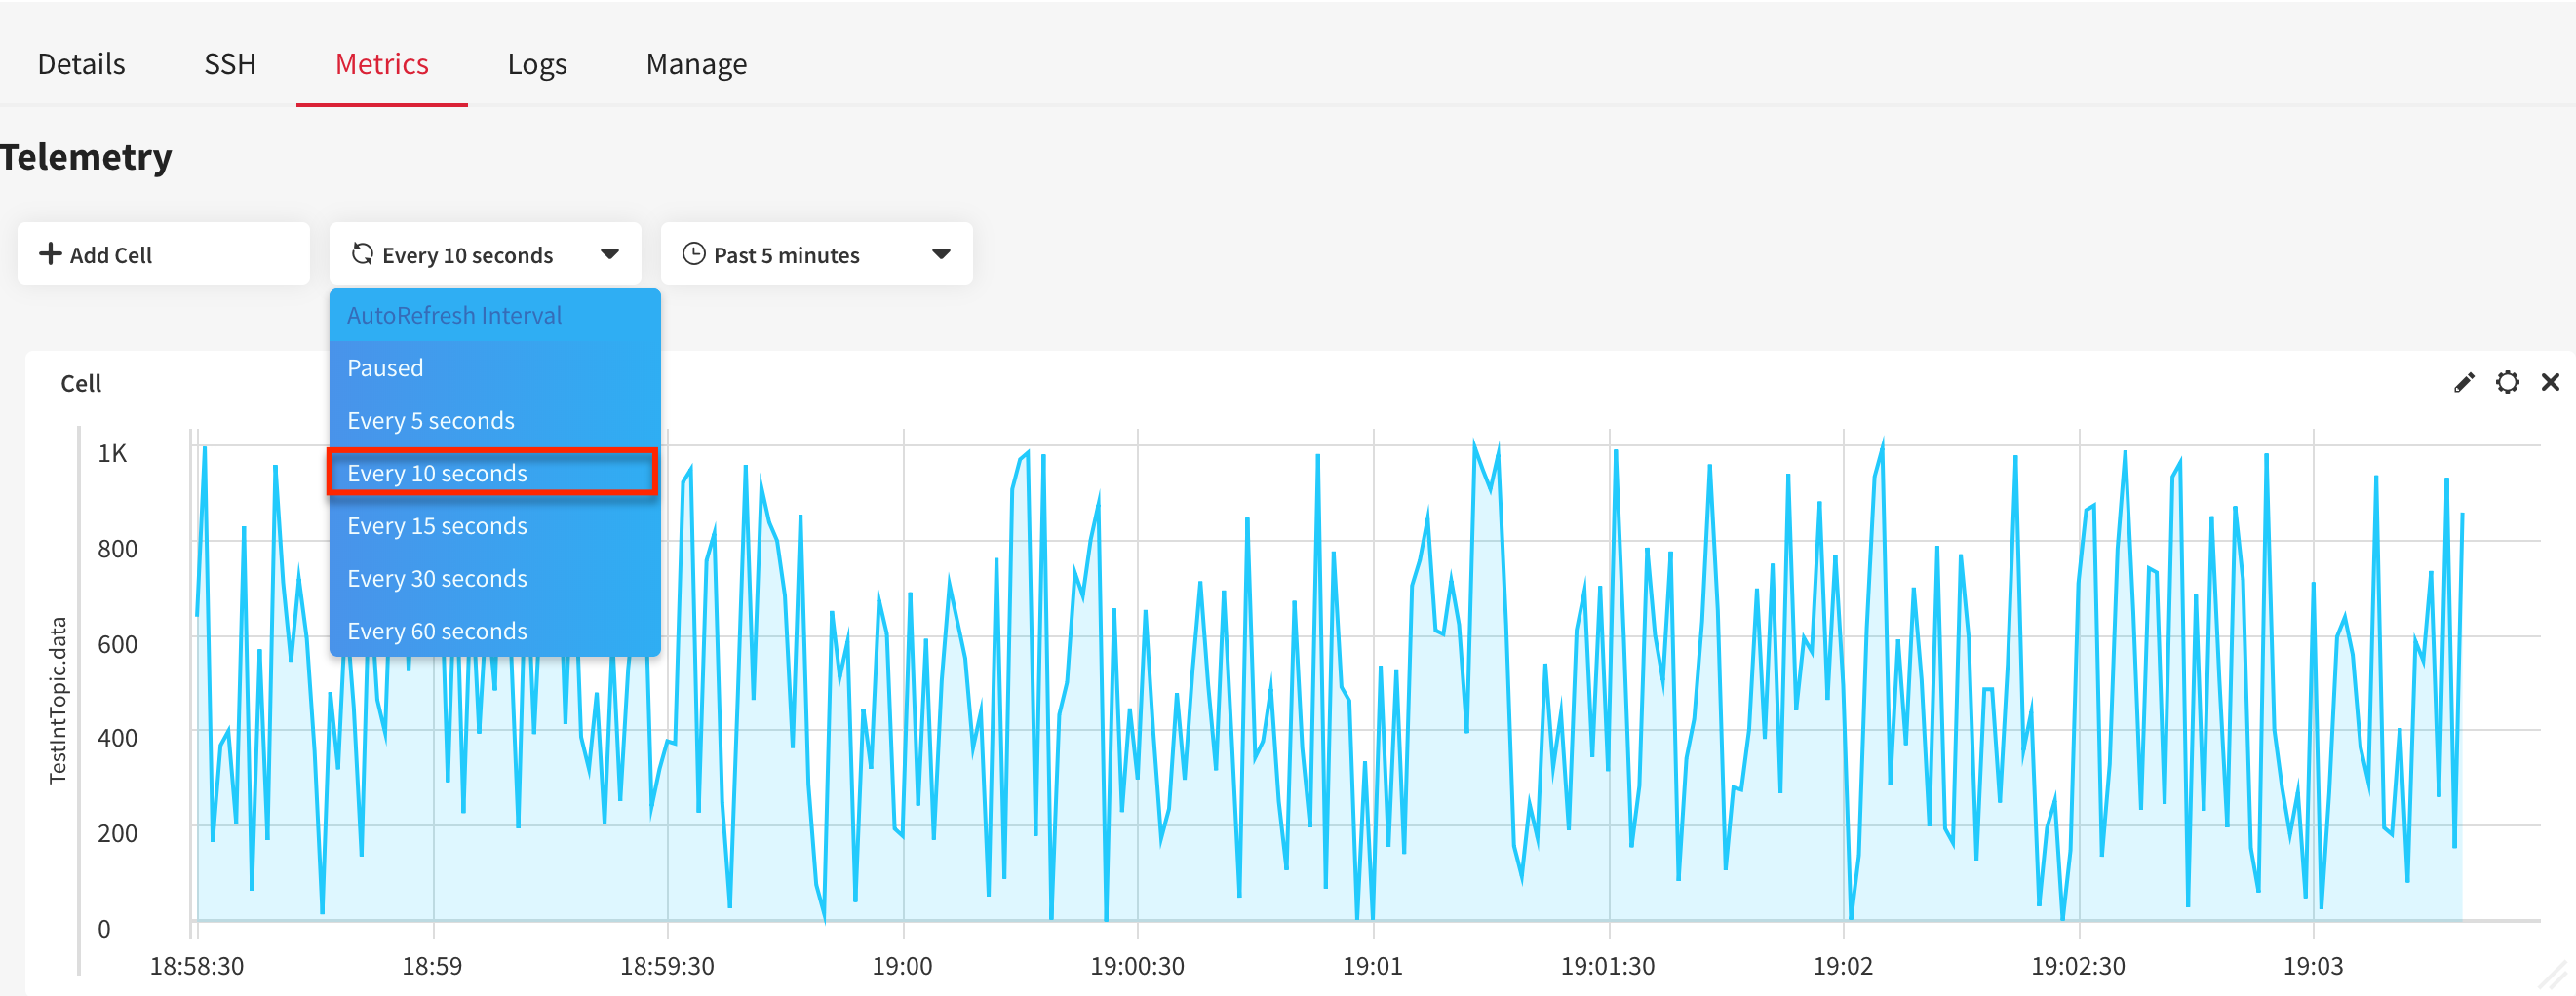 Details SSH Metrics Logs Manage
Telemetry
Add Cell Every 10 seconds Past 5 minutes
AutoRefresh Interval
Paused
Every 5 seconds
Every 10 seconds
Every 15 seconds
Every 30 seconds
Every 60 seconds
Cell
TestIntTopic.data
1K
800
600
400
200
0
18:58:30 18:59 18:59:30 19:00 19:00:30 19:01 19:01:30 19:02 19:02:30 19:03